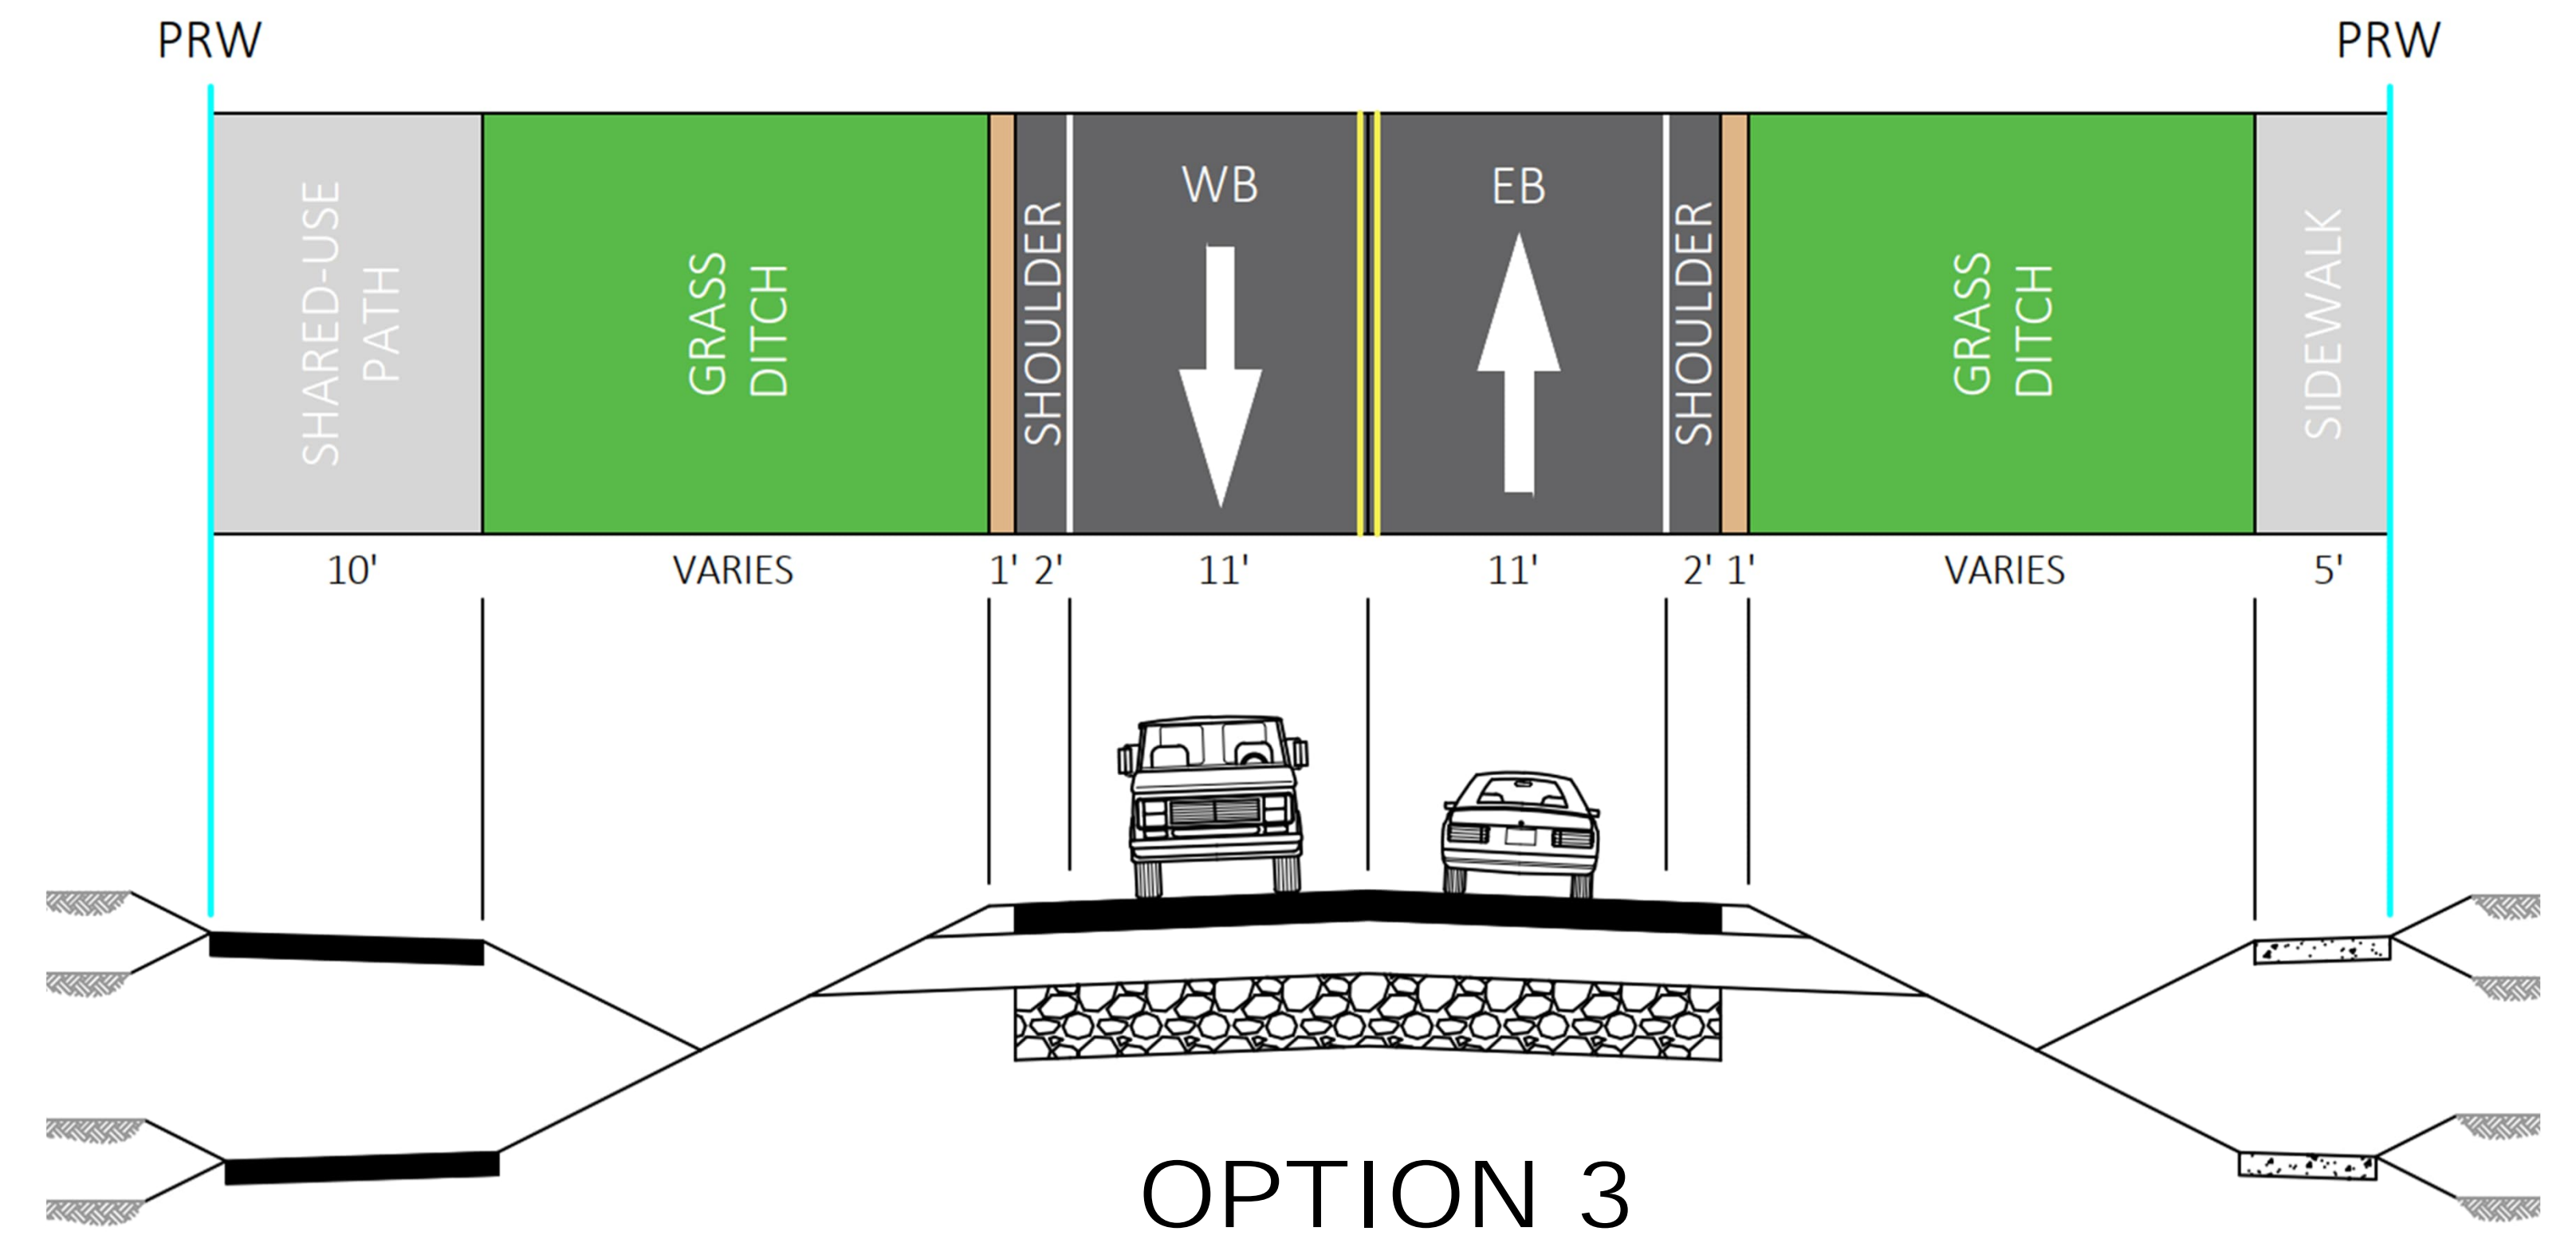 PRW
PRW
SHARED-USE
PATH
GRASS
DITCH
SHOULDER
WB
EB
SHOULDER
GRASS
DITCH
SIDEWALK
10'
VARIES
1' 2'
11'
11'
2' 1'
VARIES
5'
OPTION 3